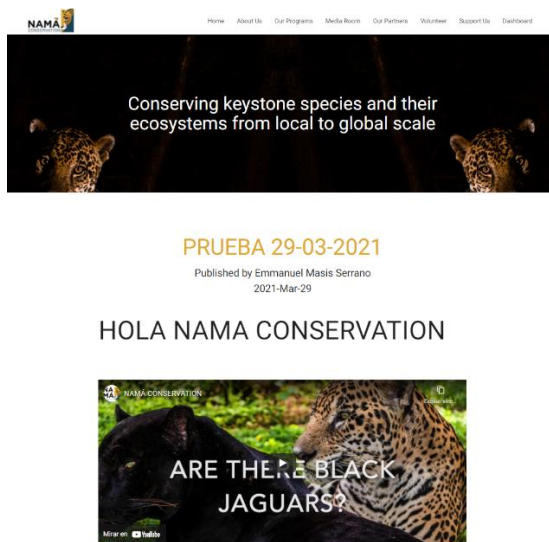 NAMÁ
CONSERVATION
Home About Us Our Programs Media Room Our Partners Volunteer Support Us Dashboard
Conserving keystone species and their
ecosystems from local to global scale
PRUEBA 29-03-2021
Published by Emmanuel Masis Serrano
2021-Mar-29
HOLA NAMA CONSERVATION
NAMÁ CONSERVATION
ARE THERE BLACK
JAGUARS?
Mirar en YouTube